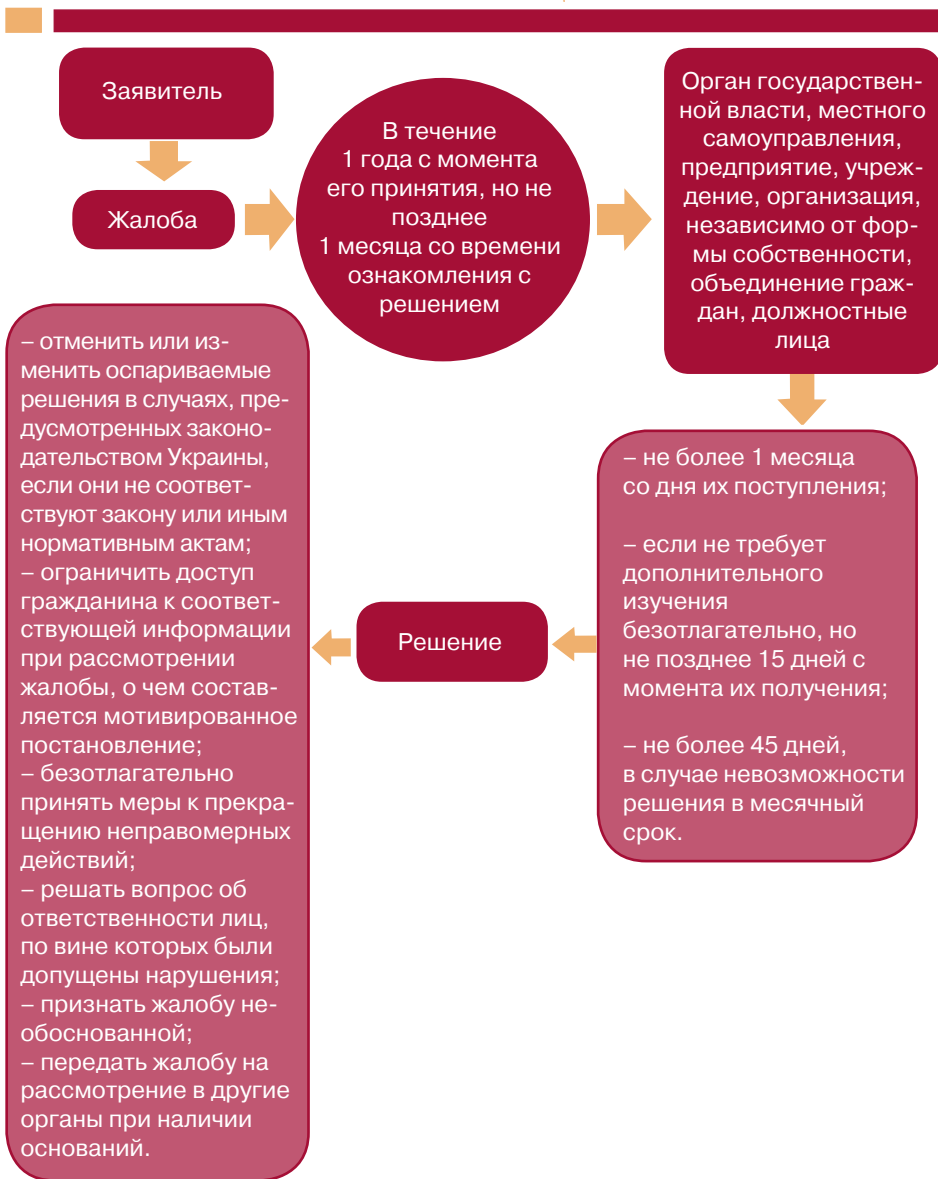 Заявитель
Жалоба
В течение
1 года с момента
его принятия, но не
позднее
1 месяца со времени
ознакомления с
решением
Орган государствен-
ной власти, местного
самоуправления,
предприятие, учреж-
дение, организация,
независимо от фор-
мы собственности,
объединение граж-
дан, должностные
лица
– не более 1 месяца
со дня их поступления;
– если не требует
дополнительного
изучения
безотлагательно, но
не позднее 15 дней с
момента их получения;
– не более 45 дней,
в случае невозможности
решения в месячный
срок.
Решение
– отменить или из-
менить оспариваемые
решения в случаях, пре-
дусмотренных законо-
дательством Украины,
если они не соответ-
ствуют закону или иным
нормативным актам;
– ограничить доступ
гражданина к соответ-
ствующей информации
при рассмотрении
жалобы, о чем состав-
ляется мотивированное
постановление;
– безотлагательно
принять меры к прекра-
щению неправомерных
действий;
– решать вопрос об
ответственности лиц,
по вине которых были
допущены нарушения;
– признать жалобу не-
обоснованной;
– передать жалобу на
рассмотрение в другие
органы при наличии
оснований.